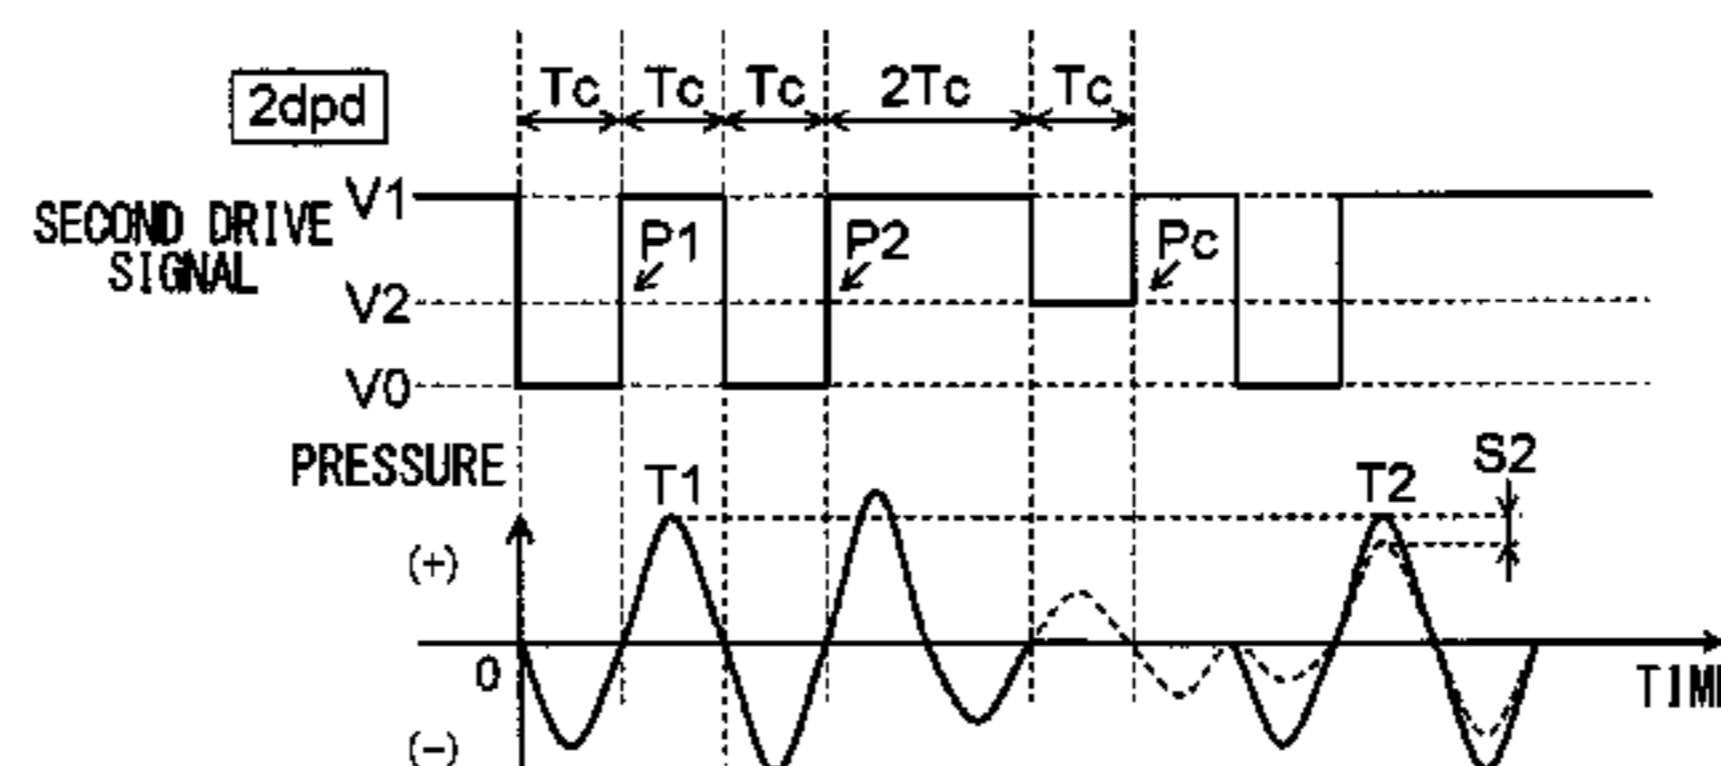 2dpd
Tc Tc Tc 2Tc Tc
SECOND DRIVE
SIGNAL
V1
P1 P2 Pc
V2
V0
PRESSURE
T1 T2 S2
(+)
0
TIM
(-)